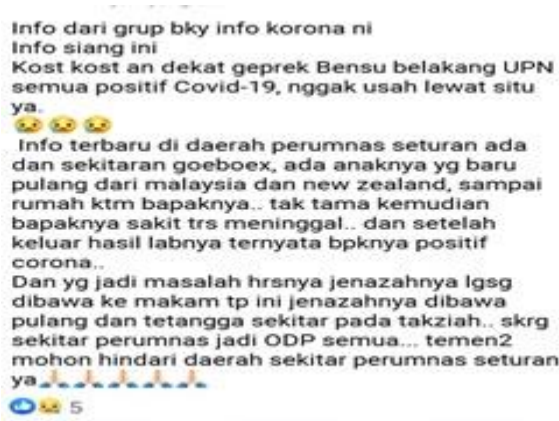 Info dari grup bky info korona ni
Info siang ini
Kost kost an dekat geprek Bensu belakang UPN
semua positif Covid-19, nggak usah lewat situ
ya.
😢😢😢
Info terbaru di daerah perumnas seturan ada
dan sekitaran goeboex, ada anaknya yg baru
pulang dari malaysia dan new zealand, sampai
rumah ktm bapaknya.. tak tama kemudian
bapaknya sakit trs meninggal.. dan setelah
keluar hasil labnya ternyata bpknya positif
corona..
Dan yg jadi masalah hrsnya jenazahnya lgsg
dibawa ke makam tp ini jenazahnya dibawa
pulang dan tetangga sekitar pada takziah.. skrg
sekitar perumnas jadi ODP semua... temen2
mohon hindari daerah sekitar perumnas seturan
ya🙏🙏🙏🙏🙏
5